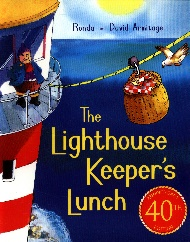 Ronda & David Armitage
The
Lighthouse
Keeper's
Lunch
40TH